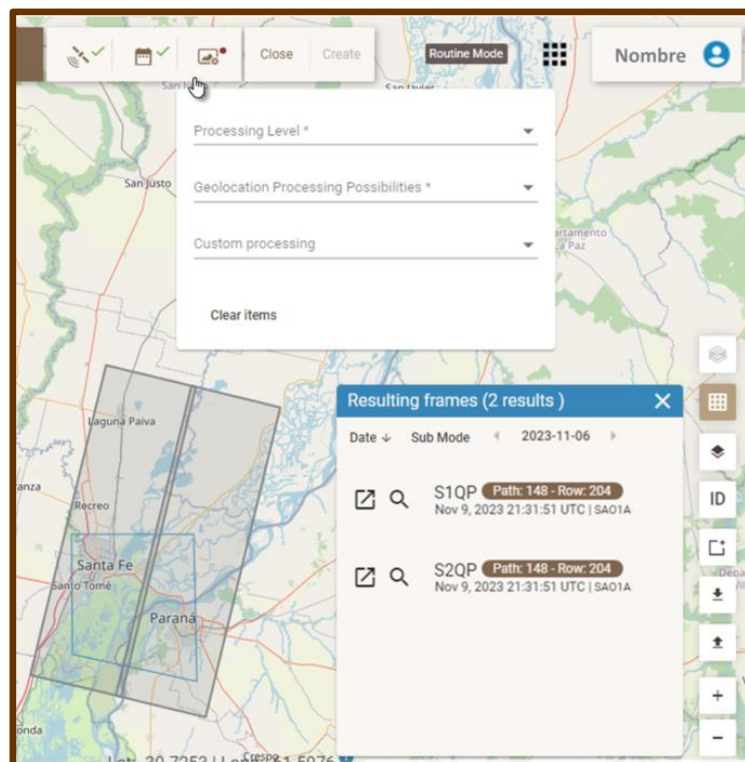 Close
Create
Routine Mode
Nombre
San Javier
Processing Level *
San Justo
Geolocation Processing Possibilities *
Custom processing
La Paz
Clear items
Laguna Paiva
Resulting frames (2 results )
Date ↓ Sub Mode 2023-11-06
S1QP Path: 148 - Row: 204
Nov 9, 2023 21:31:51 UTC | SAO1A
Recreo
ID
Santa Fe
S2QP Path: 148 - Row: 204
Nov 9, 2023 21:31:51 UTC | SAO1A
Santo Tomé
Paraná
+
−
Crespo